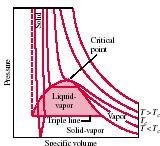 Solid
Critical
point
Pressure
Liquid-
vapor
Vapor
T > Tc
Tc
T < Tc
Triple line
Solid-vapor
Specific volume